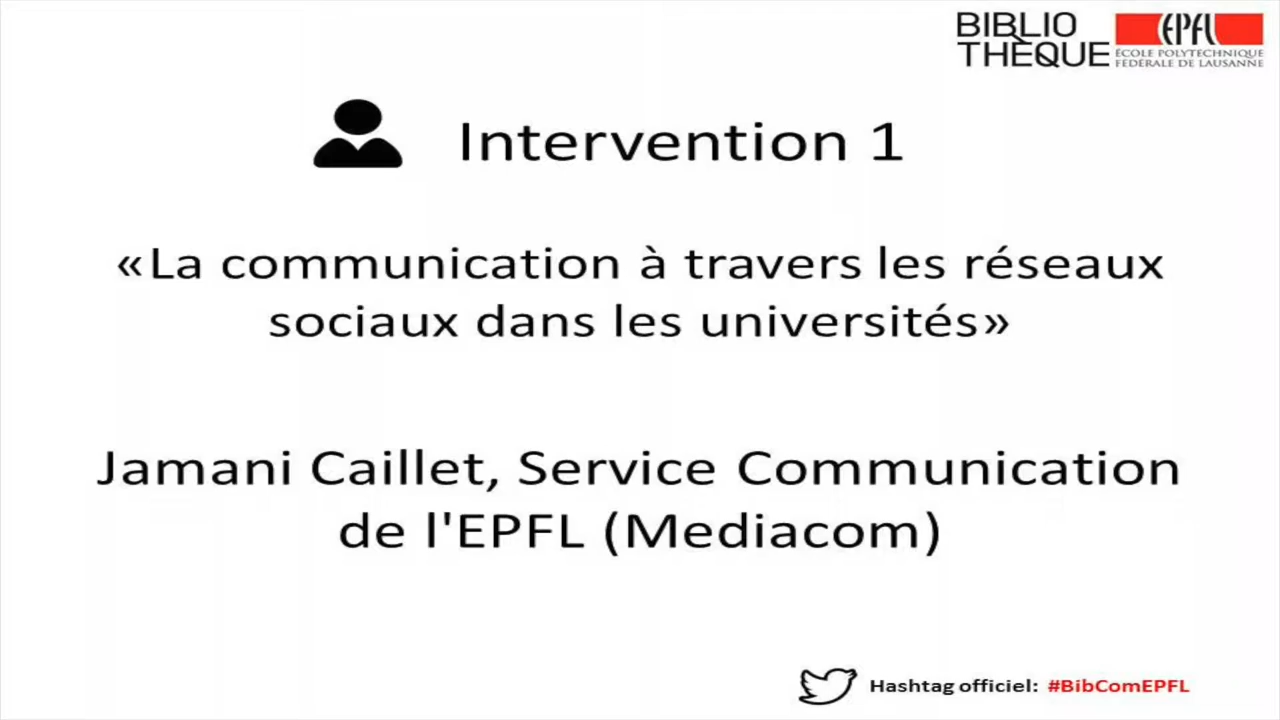 BIBLIO
THÈQUE
EPFL
ÉCOLE POLYTECHNIQUE
FÉDÉRALE DE LAUSANNE
Intervention 1
«La communication à travers les réseaux
sociaux dans les universités»
Jamani Caillet, Service Communication
de l'EPFL (Mediacom)
Hashtag officiel: #BibComEPFL